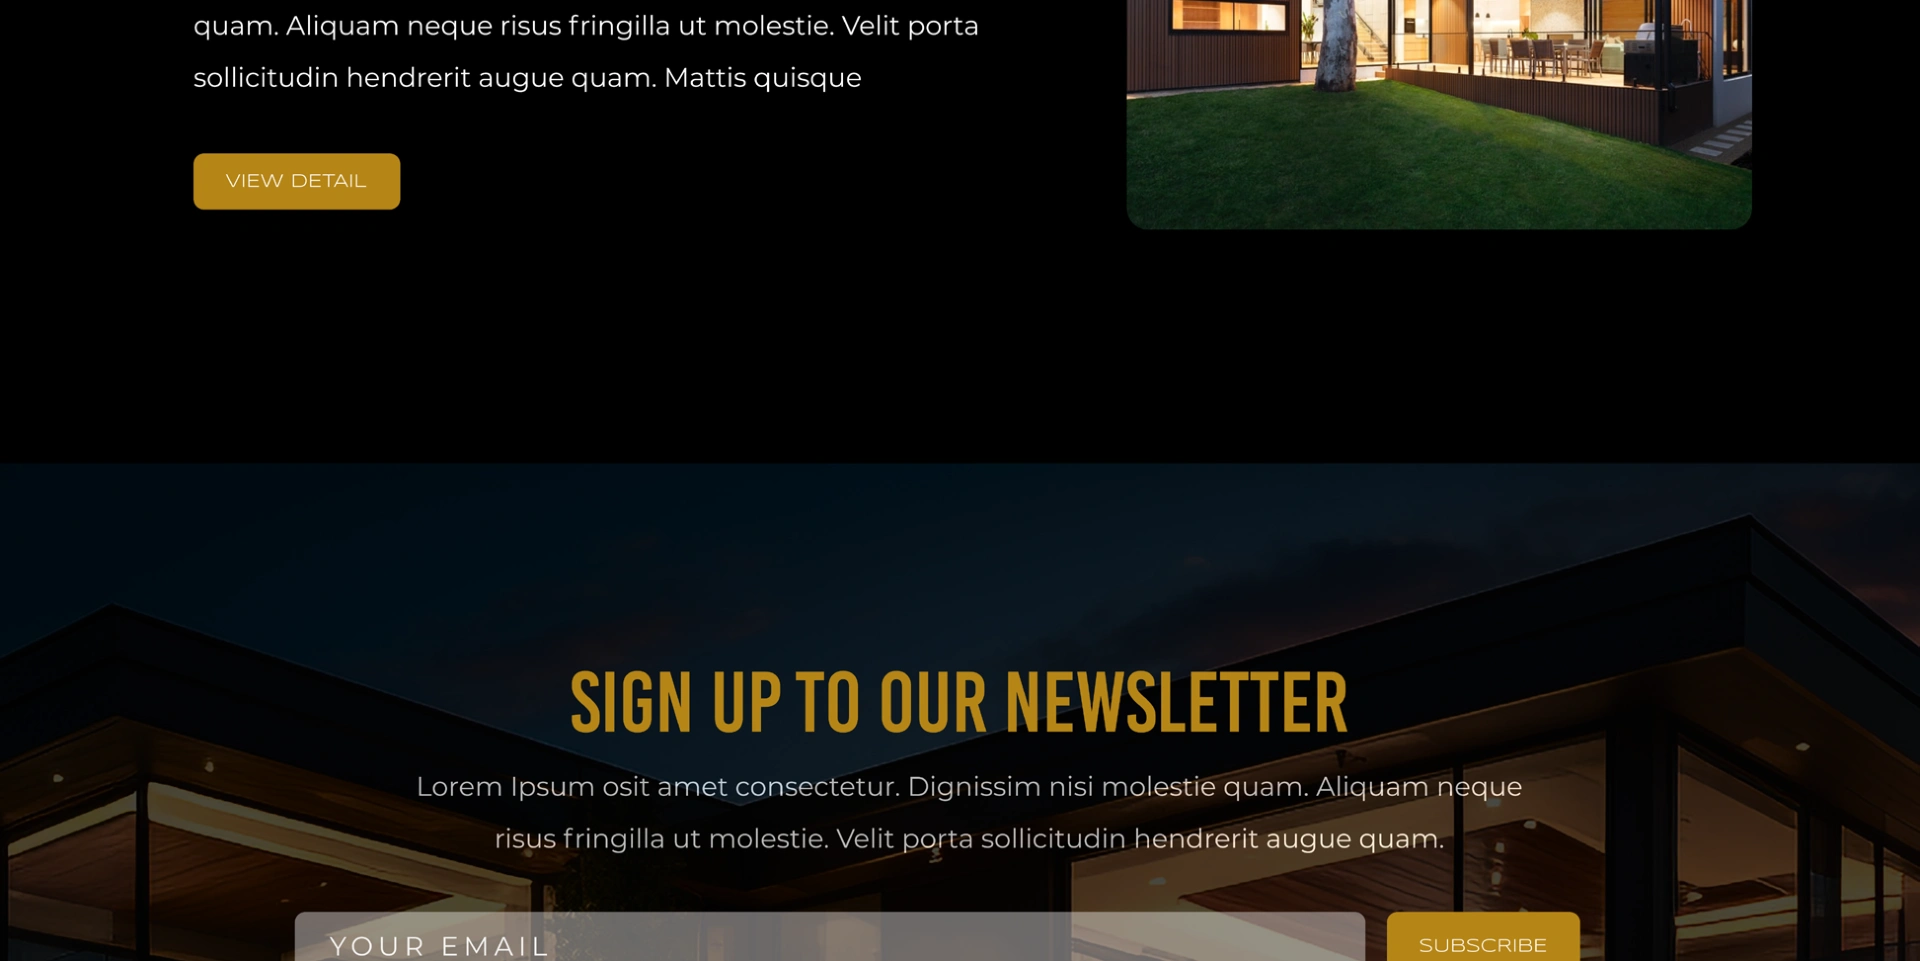 quam. Aliquam neque risus fringilla ut molestie. Velit porta
sollicitudin hendrerit augue quam. Mattis quisque
VIEW DETAIL
SIGN UP TO OUR NEWSLETTER
Lorem Ipsum osit amet consectetur. Dignissim nisi molestie quam. Aliquam neque
risus fringilla ut molestie. Velit porta sollicitudin hendrerit augue quam.
YOUR EMAIL
SUBSCRIBE